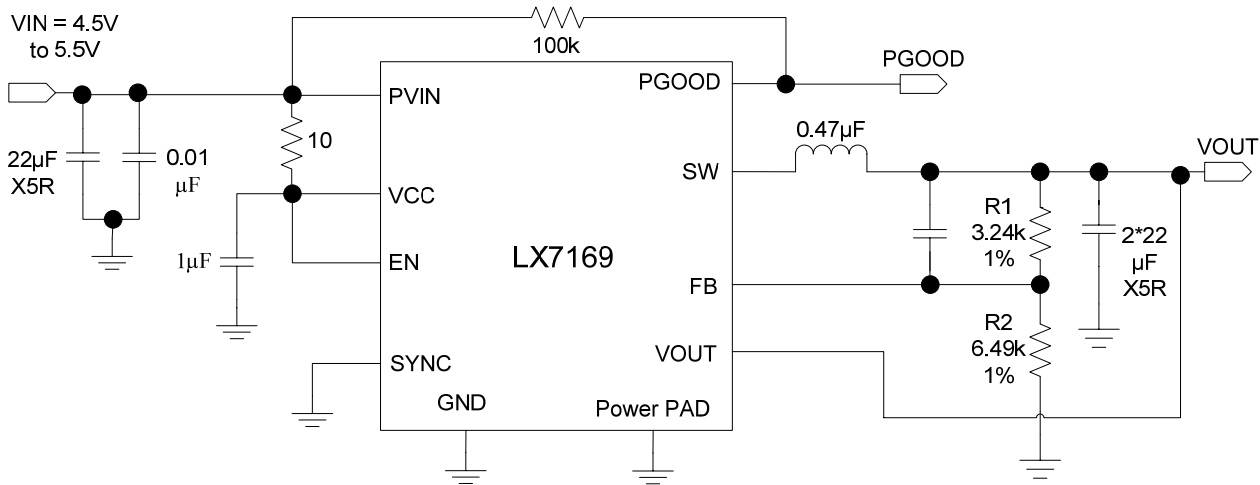 VIN = 4.5V
to 5.5V
100k
PGOOD
PVIN
PGOOD
10
0.47µF
22µF
X5R
0.01
µF
SW
VOUT
VCC
R1
3.24k
1%
2*22
µF
X5R
1µF
EN
LX7169
FB
R2
6.49k
1%
VOUT
SYNC
GND
Power PAD